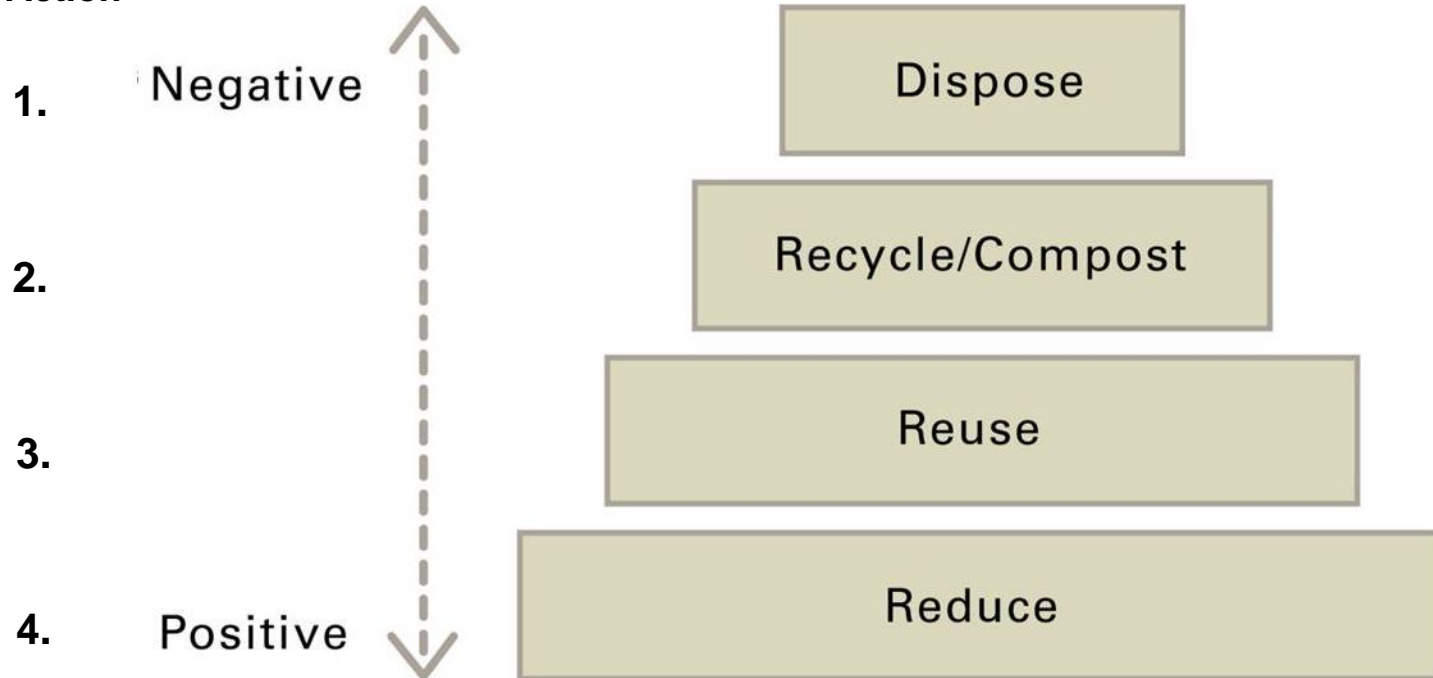 1.
Negative
Dispose
2.
Recycle/Compost
3.
Reuse
4.
Positive
Reduce